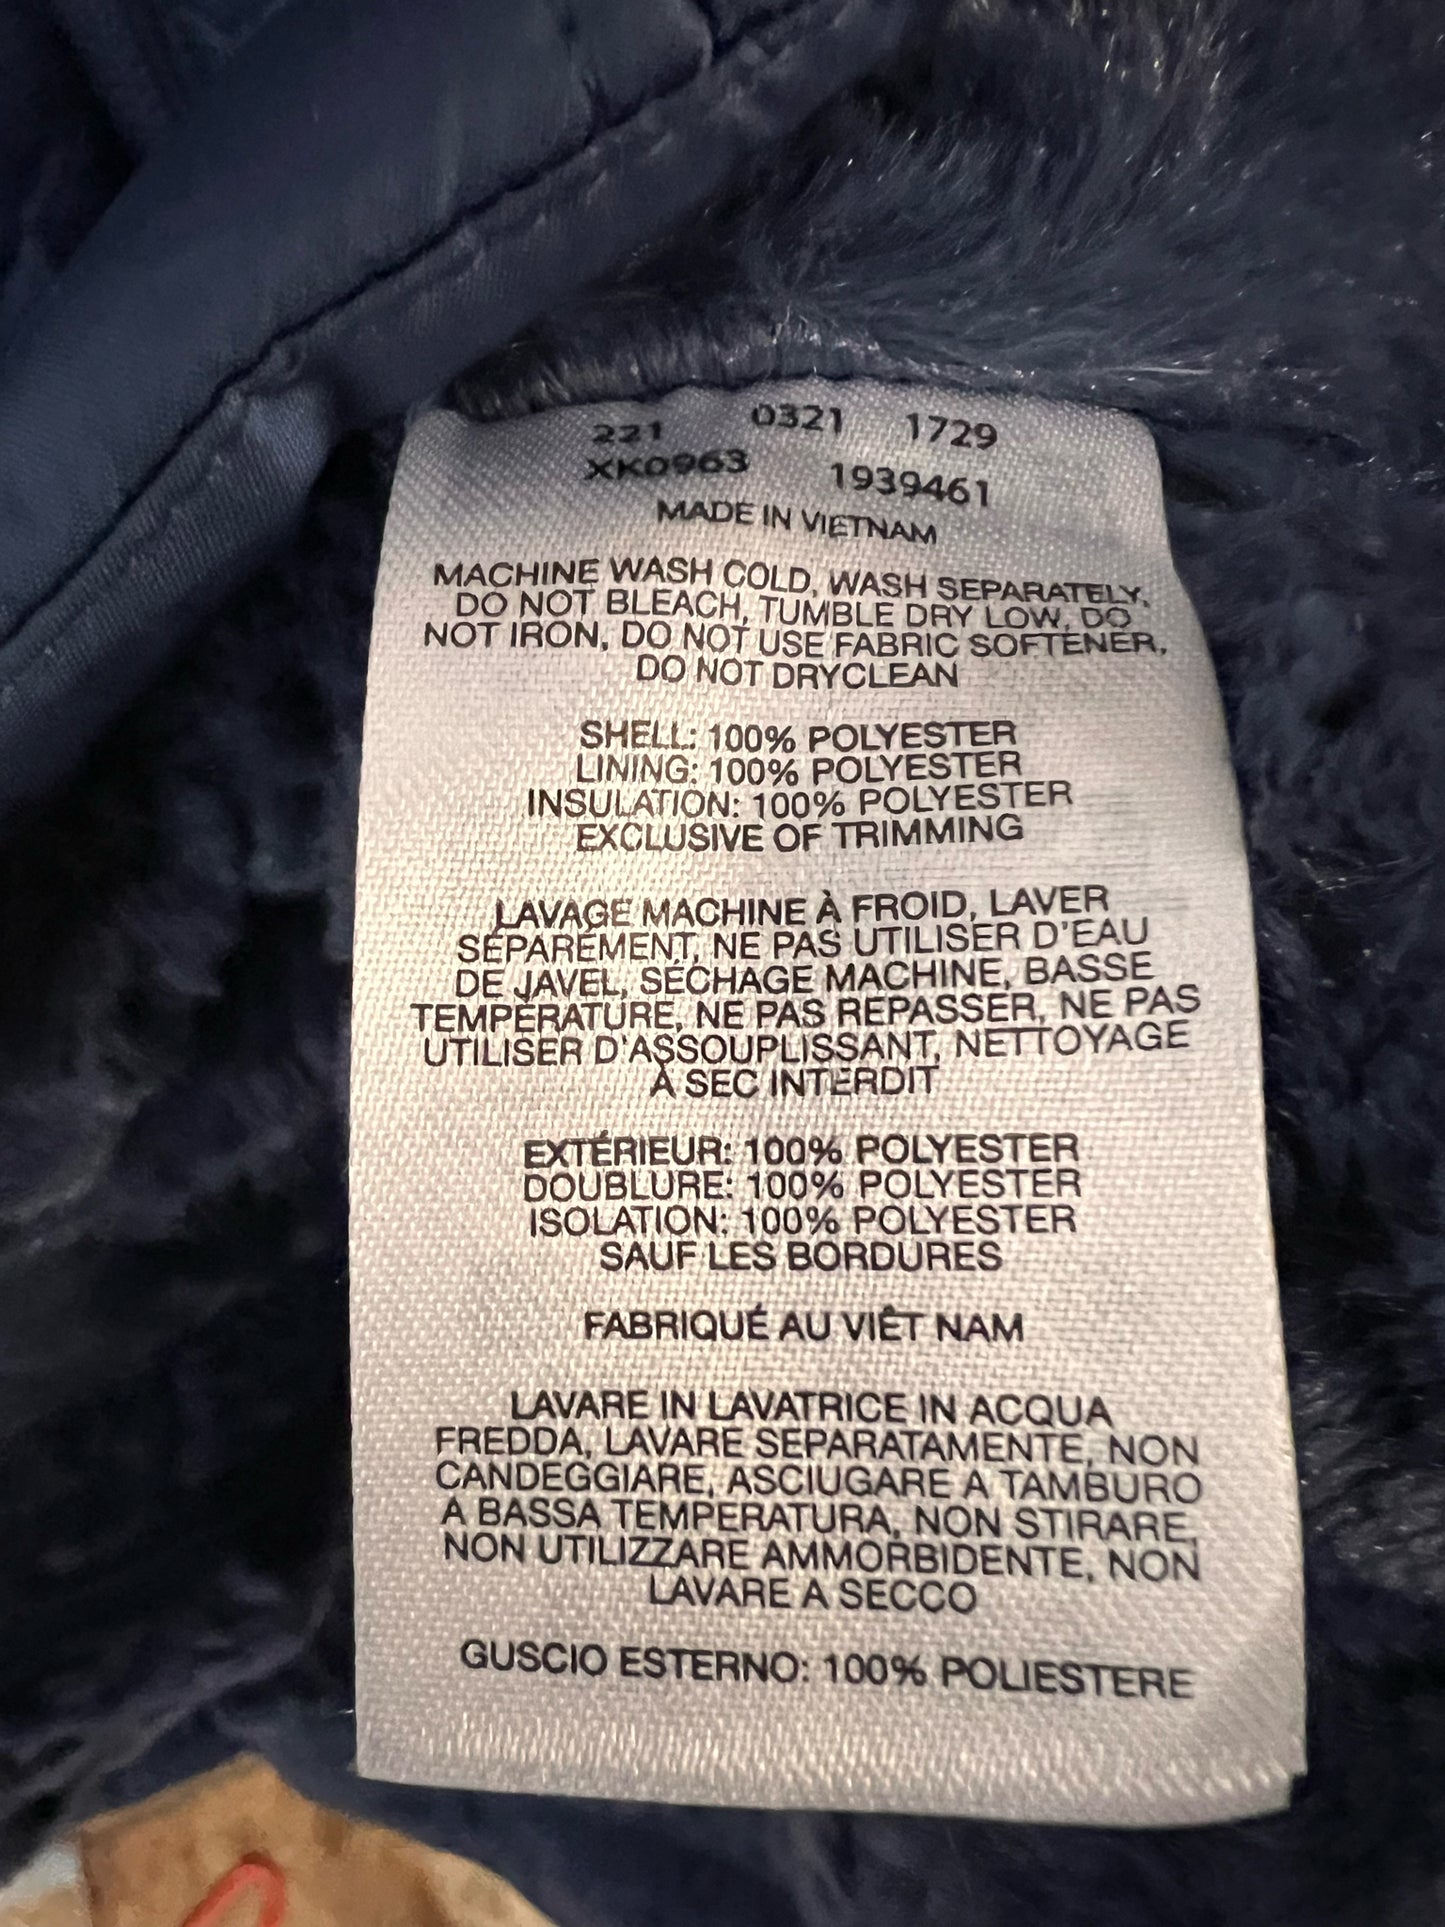 221 0321 1729
XK0963 1939461
MADE IN VIETNAM
MACHINE WASH COLD, WASH SEPARATELY,
DO NOT BLEACH, TUMBLE DRY LOW, DO
NOT IRON, DO NOT USE FABRIC SOFTENER,
DO NOT DRYCLEAN
SHELL: 100% POLYESTER
LINING: 100% POLYESTER
INSULATION: 100% POLYESTER
EXCLUSIVE OF TRIMMING
LAVAGE MACHINE À FROID, LAVER
SÉPARÉMENT, NE PAS UTILISER D'EAU
DE JAVEL, SÉCHAGE MACHINE, BASSE
TEMPÉRATURE, NE PAS REPASSER, NE PAS
UTILISER D'ASSOUPLISSANT, NETTOYAGE
À SEC INTERDIT
EXTÉRIEUR: 100% POLYESTER
DOUBLURE: 100% POLYESTER
ISOLATION: 100% POLYESTER
SAUF LES BORDURES
FABRIQUÉ AU VIÊT NAM
LAVARE IN LAVATRICE IN ACQUA
FREDDA, LAVARE SEPARATAMENTE, NON
CANDEGGIARE, ASCIUGARE A TAMBURO
A BASSA TEMPERATURA, NON STIRARE,
NON UTILIZZARE AMMORBIDENTE, NON
LAVARE A SECCO
GUSCIO ESTERNO: 100% POLIESTERE